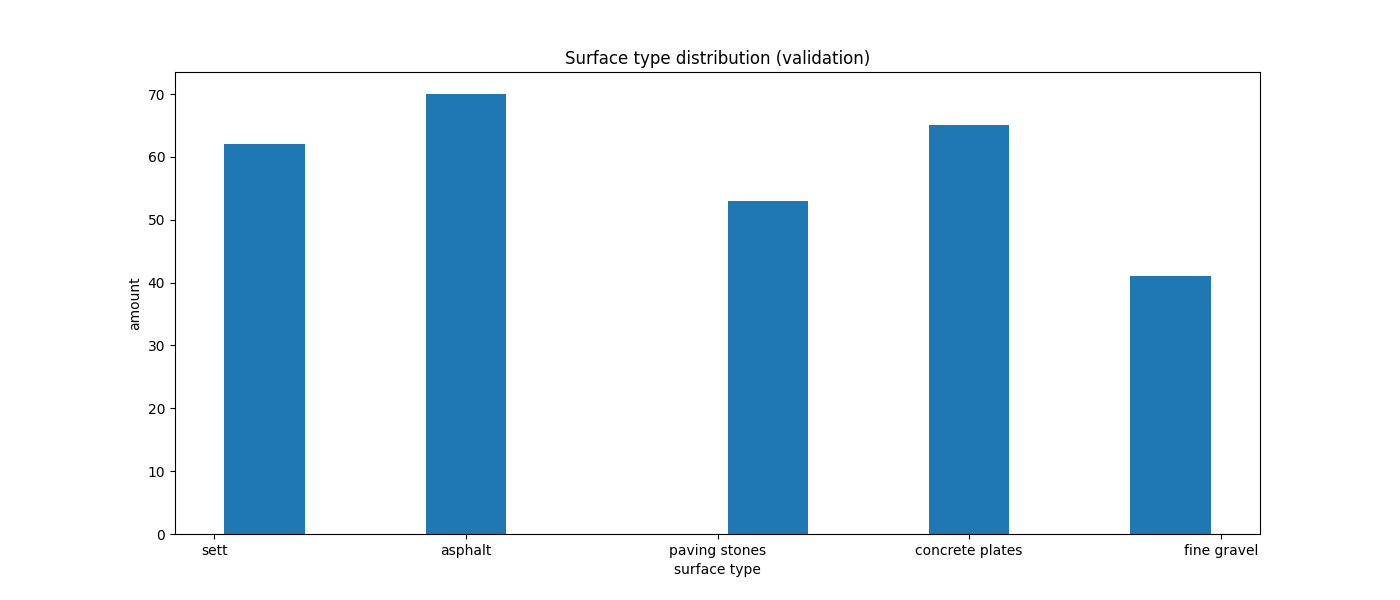 Surface type distribution (validation)
70
60
50
40
30
20
10
0
amount
sett asphalt paving stones concrete plates fine gravel
surface type